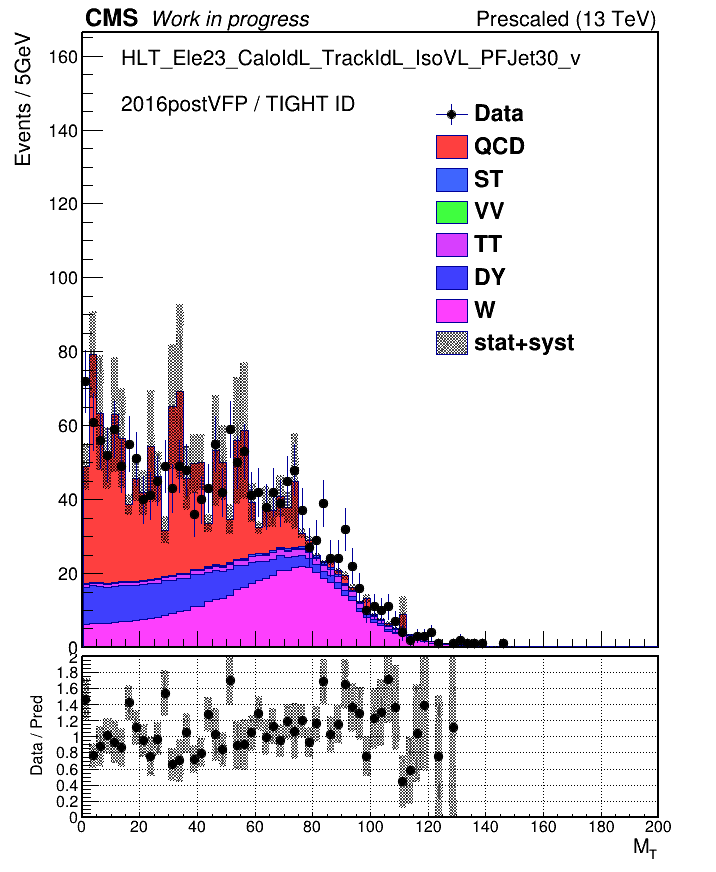 CMS Work in progress Prescaled (13 TeV)
Events / 5GeV
HLT_Ele23_CaloIdL_TrackIdL_IsoVL_PFJet30_v
2016postVFP / TIGHT ID
Data
QCD
ST
VV
TT
DY
W
stat+syst
160
140
120
100
80
60
40
20
0
Data / Pred
2
1.8
1.6
1.4
1.2
1
0.8
0.6
0.4
0.2
0
0 20 40 60 80 100 120 140 160 180 200
M_T